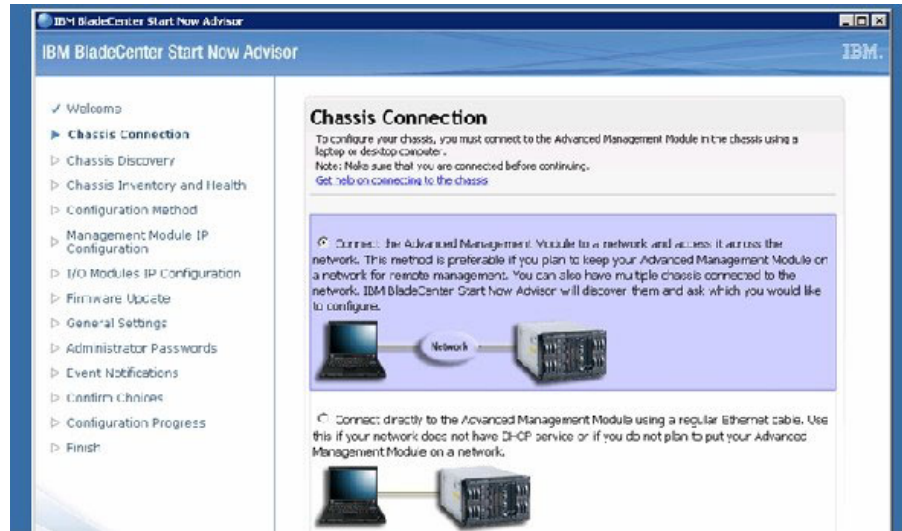 IBM BladeCenter Start Now Advisor
IBM BladeCenter Start Now Advisor
IBM.
Welcome
Chassis Connection
Chassis Discovery
Chassis Inventory and Health
Configuration Method
Management Module IP
Configuration
I/O Modules IP Configuration
Firmware Update
General Settings
Administrator Passwords
Event Notifications
Confirm Choices
Configuration Progress
Finish
Chassis Connection
To configure your chassis, you must connect to the Advanced Management Module in the chassis using a
laptop or desktop computer.
Note: Make sure that you are connected before continuing.
Get help on connecting to the chassis
Connect the Advanced Management Module to a network and access it across the
network. This method is preferable if you plan to keep your Advanced Management Module on
a network for remote management. You can also have multiple chassis connected to the
network. IBM BladeCenter Start Now Advisor will discover them and ask which you would like
to configure.
Network
Connect directly to the Advanced Management Module using a regular Ethernet cable. Use
this if your network does not have DHCP service or if you do not plan to put your Advanced
Management Module on a network.